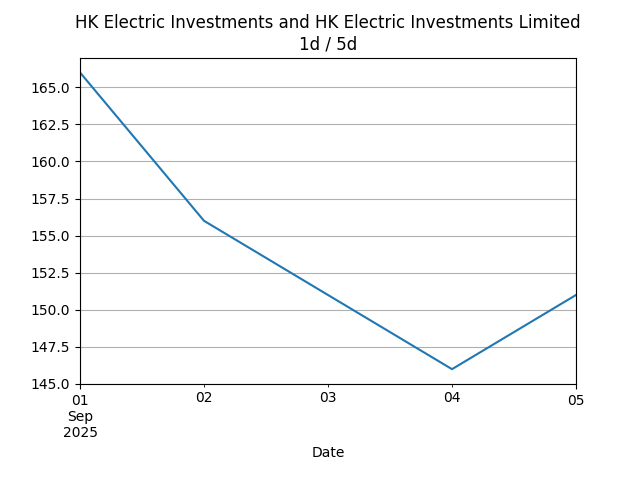 HK Electric Investments and HK Electric Investments Limited
1d / 5d
165.0
162.5
160.0
157.5
155.0
152.5
150.0
147.5
145.0
01 02 03 04 05
Sep
2025
Date